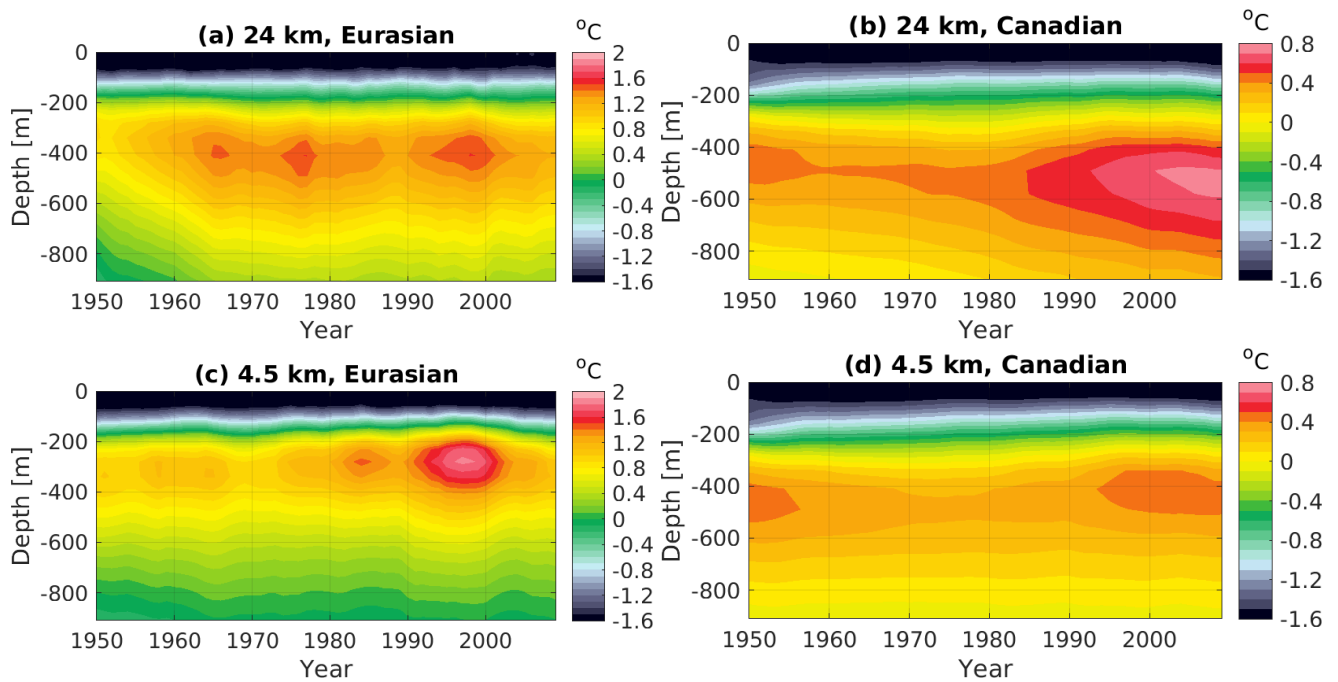 (a) 24 km, Eurasian
°C
0
-200
-400
-600
-800
Depth [m]
1950 1960 1970 1980 1990 2000
Year
2
1.6
1.2
0.8
0.4
0
-0.4
-0.8
-1.2
-1.6
(b) 24 km, Canadian
°C
0
-200
-400
-600
-800
Depth [m]
1950 1960 1970 1980 1990 2000
Year
0.8
0.4
0
-0.4
-0.8
-1.2
-1.6
(c) 4.5 km, Eurasian
°C
0
-200
-400
-600
-800
Depth [m]
1950 1960 1970 1980 1990 2000
Year
2
1.6
1.2
0.8
0.4
0
-0.4
-0.8
-1.2
-1.6
(d) 4.5 km, Canadian
°C
0
-200
-400
-600
-800
Depth [m]
1950 1960 1970 1980 1990 2000
Year
0.8
0.4
0
-0.4
-0.8
-1.2
-1.6